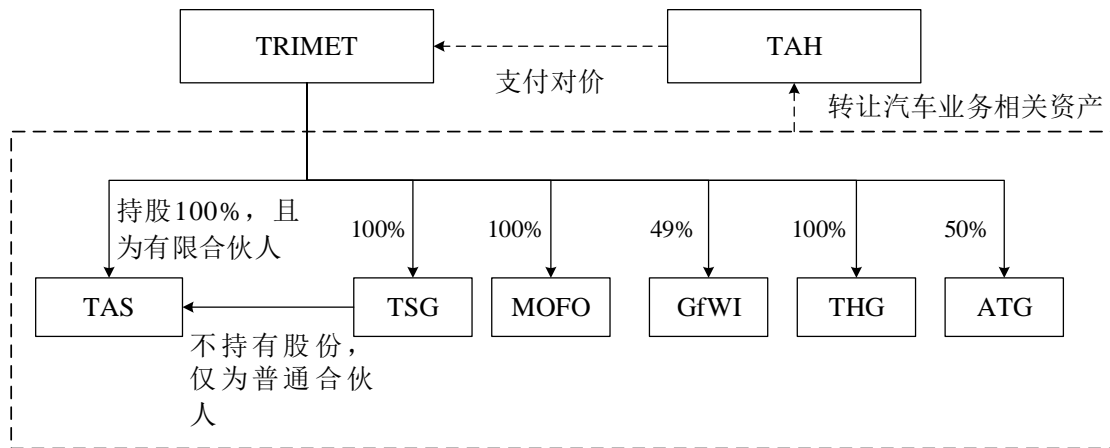 TRIMET
TAH
支付对价
转让汽车业务相关资产
持股100%，且
为有限合伙人
100%
100%
49%
100%
50%
TAS
TSG
MOFO
GfWI
THG
ATG
不持有股份，
仅为普通合伙
人